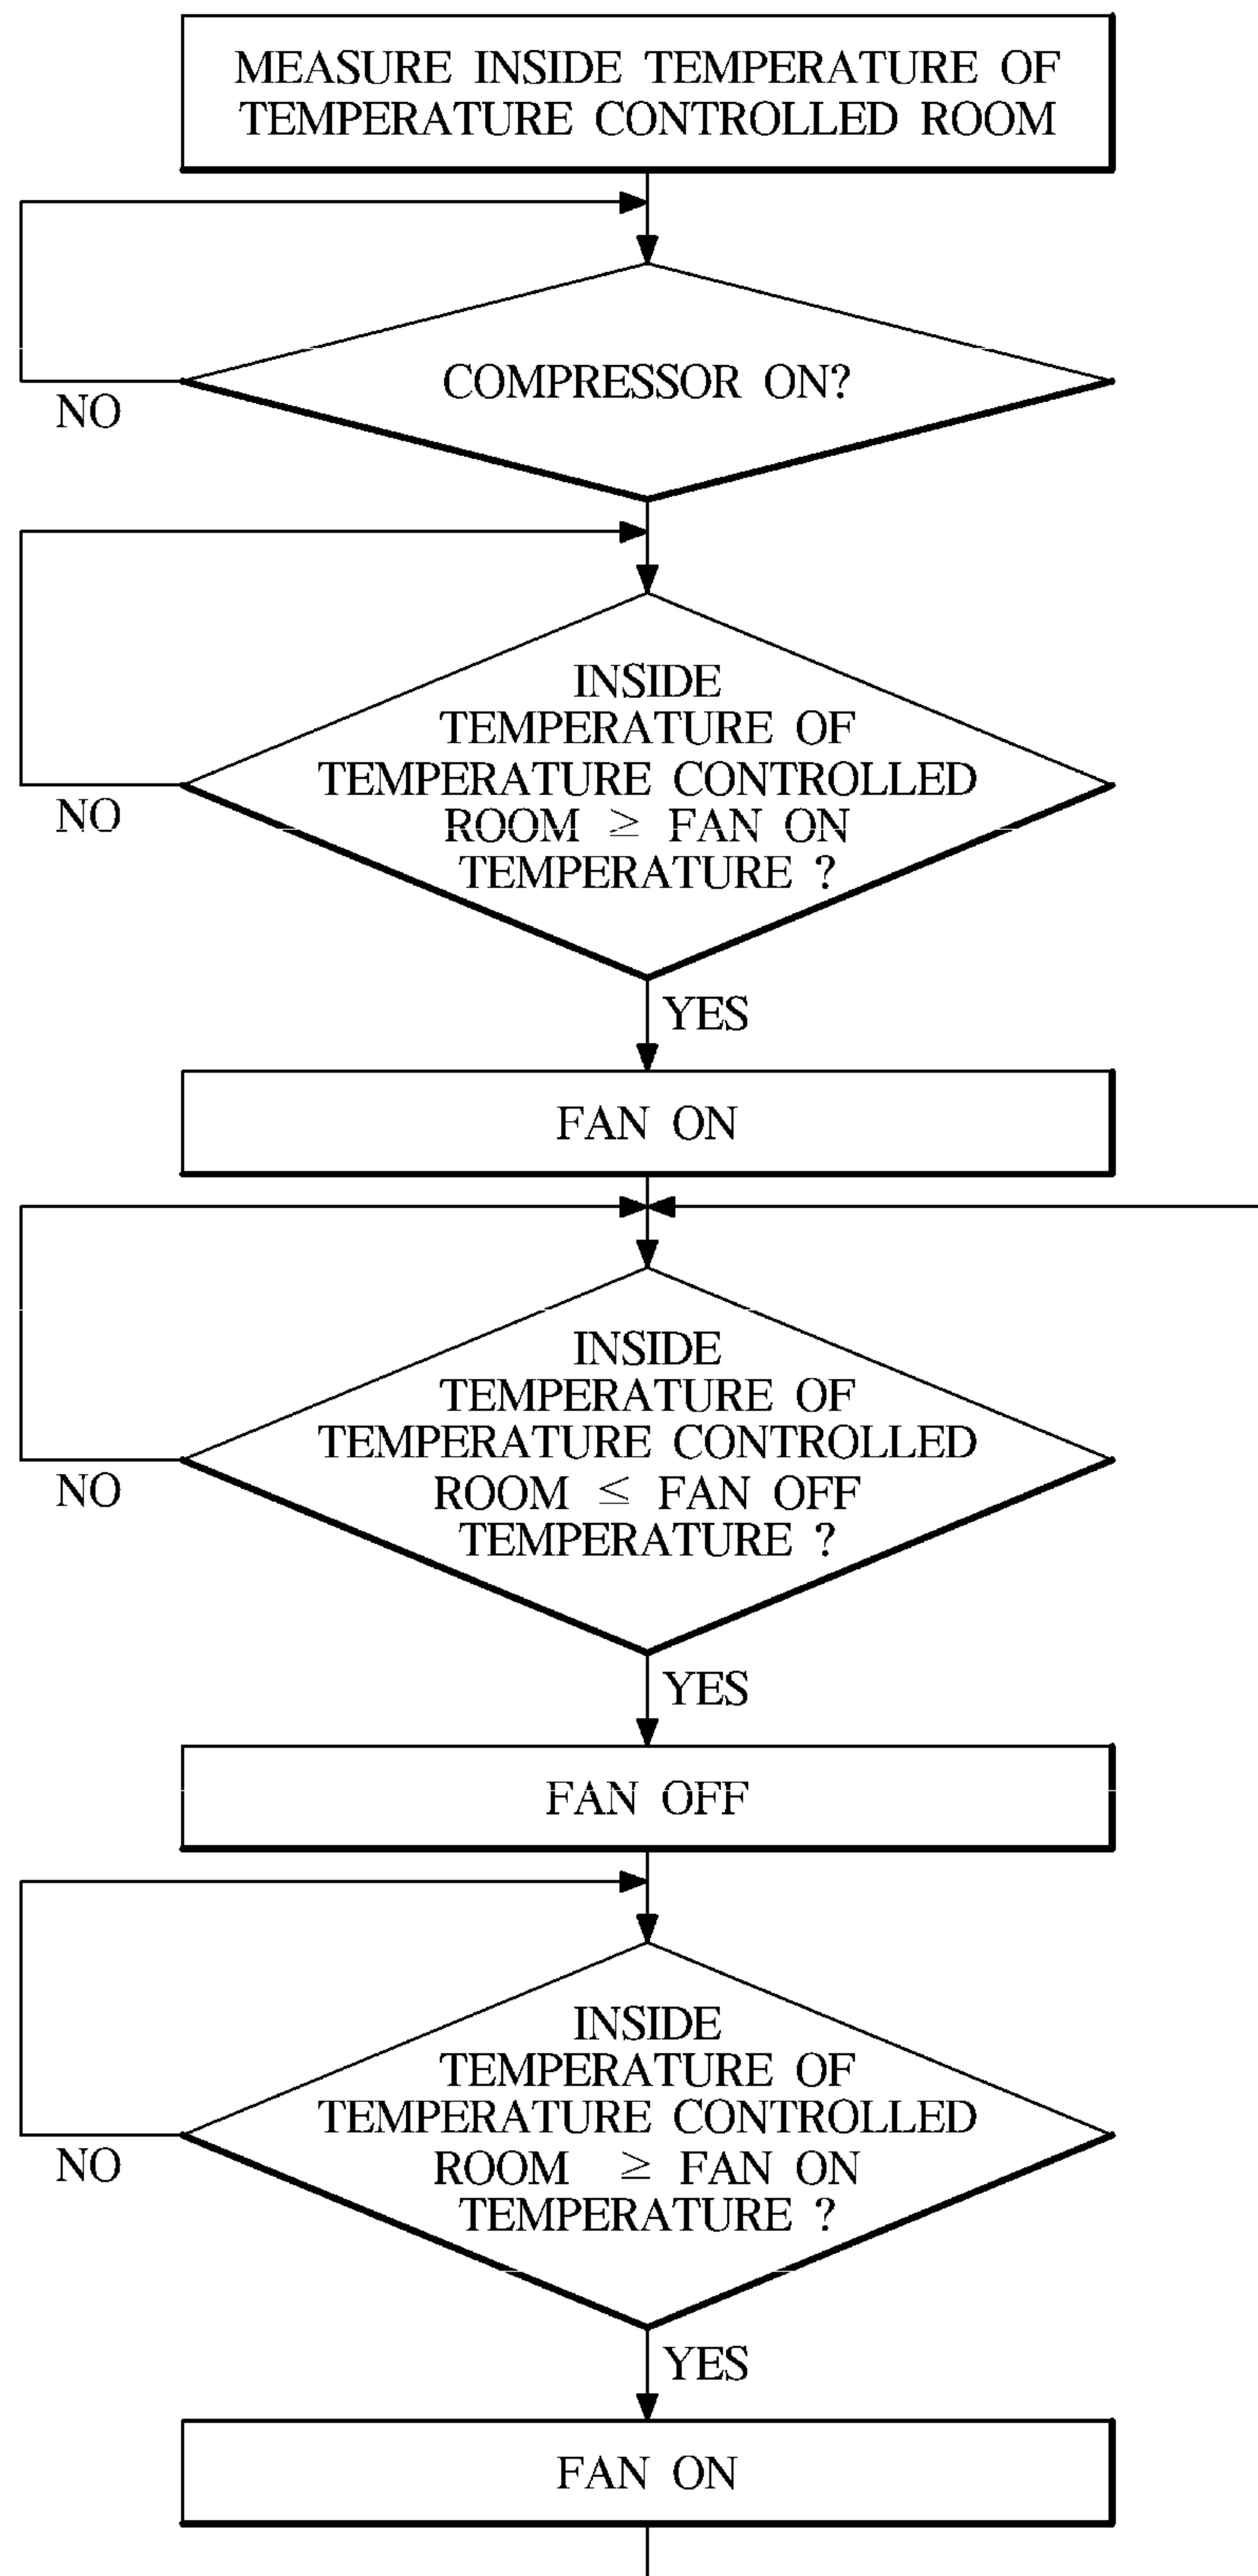 MEASURE INSIDE TEMPERATURE OF
TEMPERATURE CONTROLLED ROOM
COMPRESSOR ON?
NO
INSIDE
TEMPERATURE OF
TEMPERATURE CONTROLLED
ROOM ≥ FAN ON
TEMPERATURE ?
NO
YES
FAN ON
INSIDE
TEMPERATURE OF
TEMPERATURE CONTROLLED
ROOM ≤ FAN OFF
TEMPERATURE ?
NO
YES
FAN OFF
INSIDE
TEMPERATURE OF
TEMPERATURE CONTROLLED
ROOM ≥ FAN ON
TEMPERATURE ?
NO
YES
FAN ON